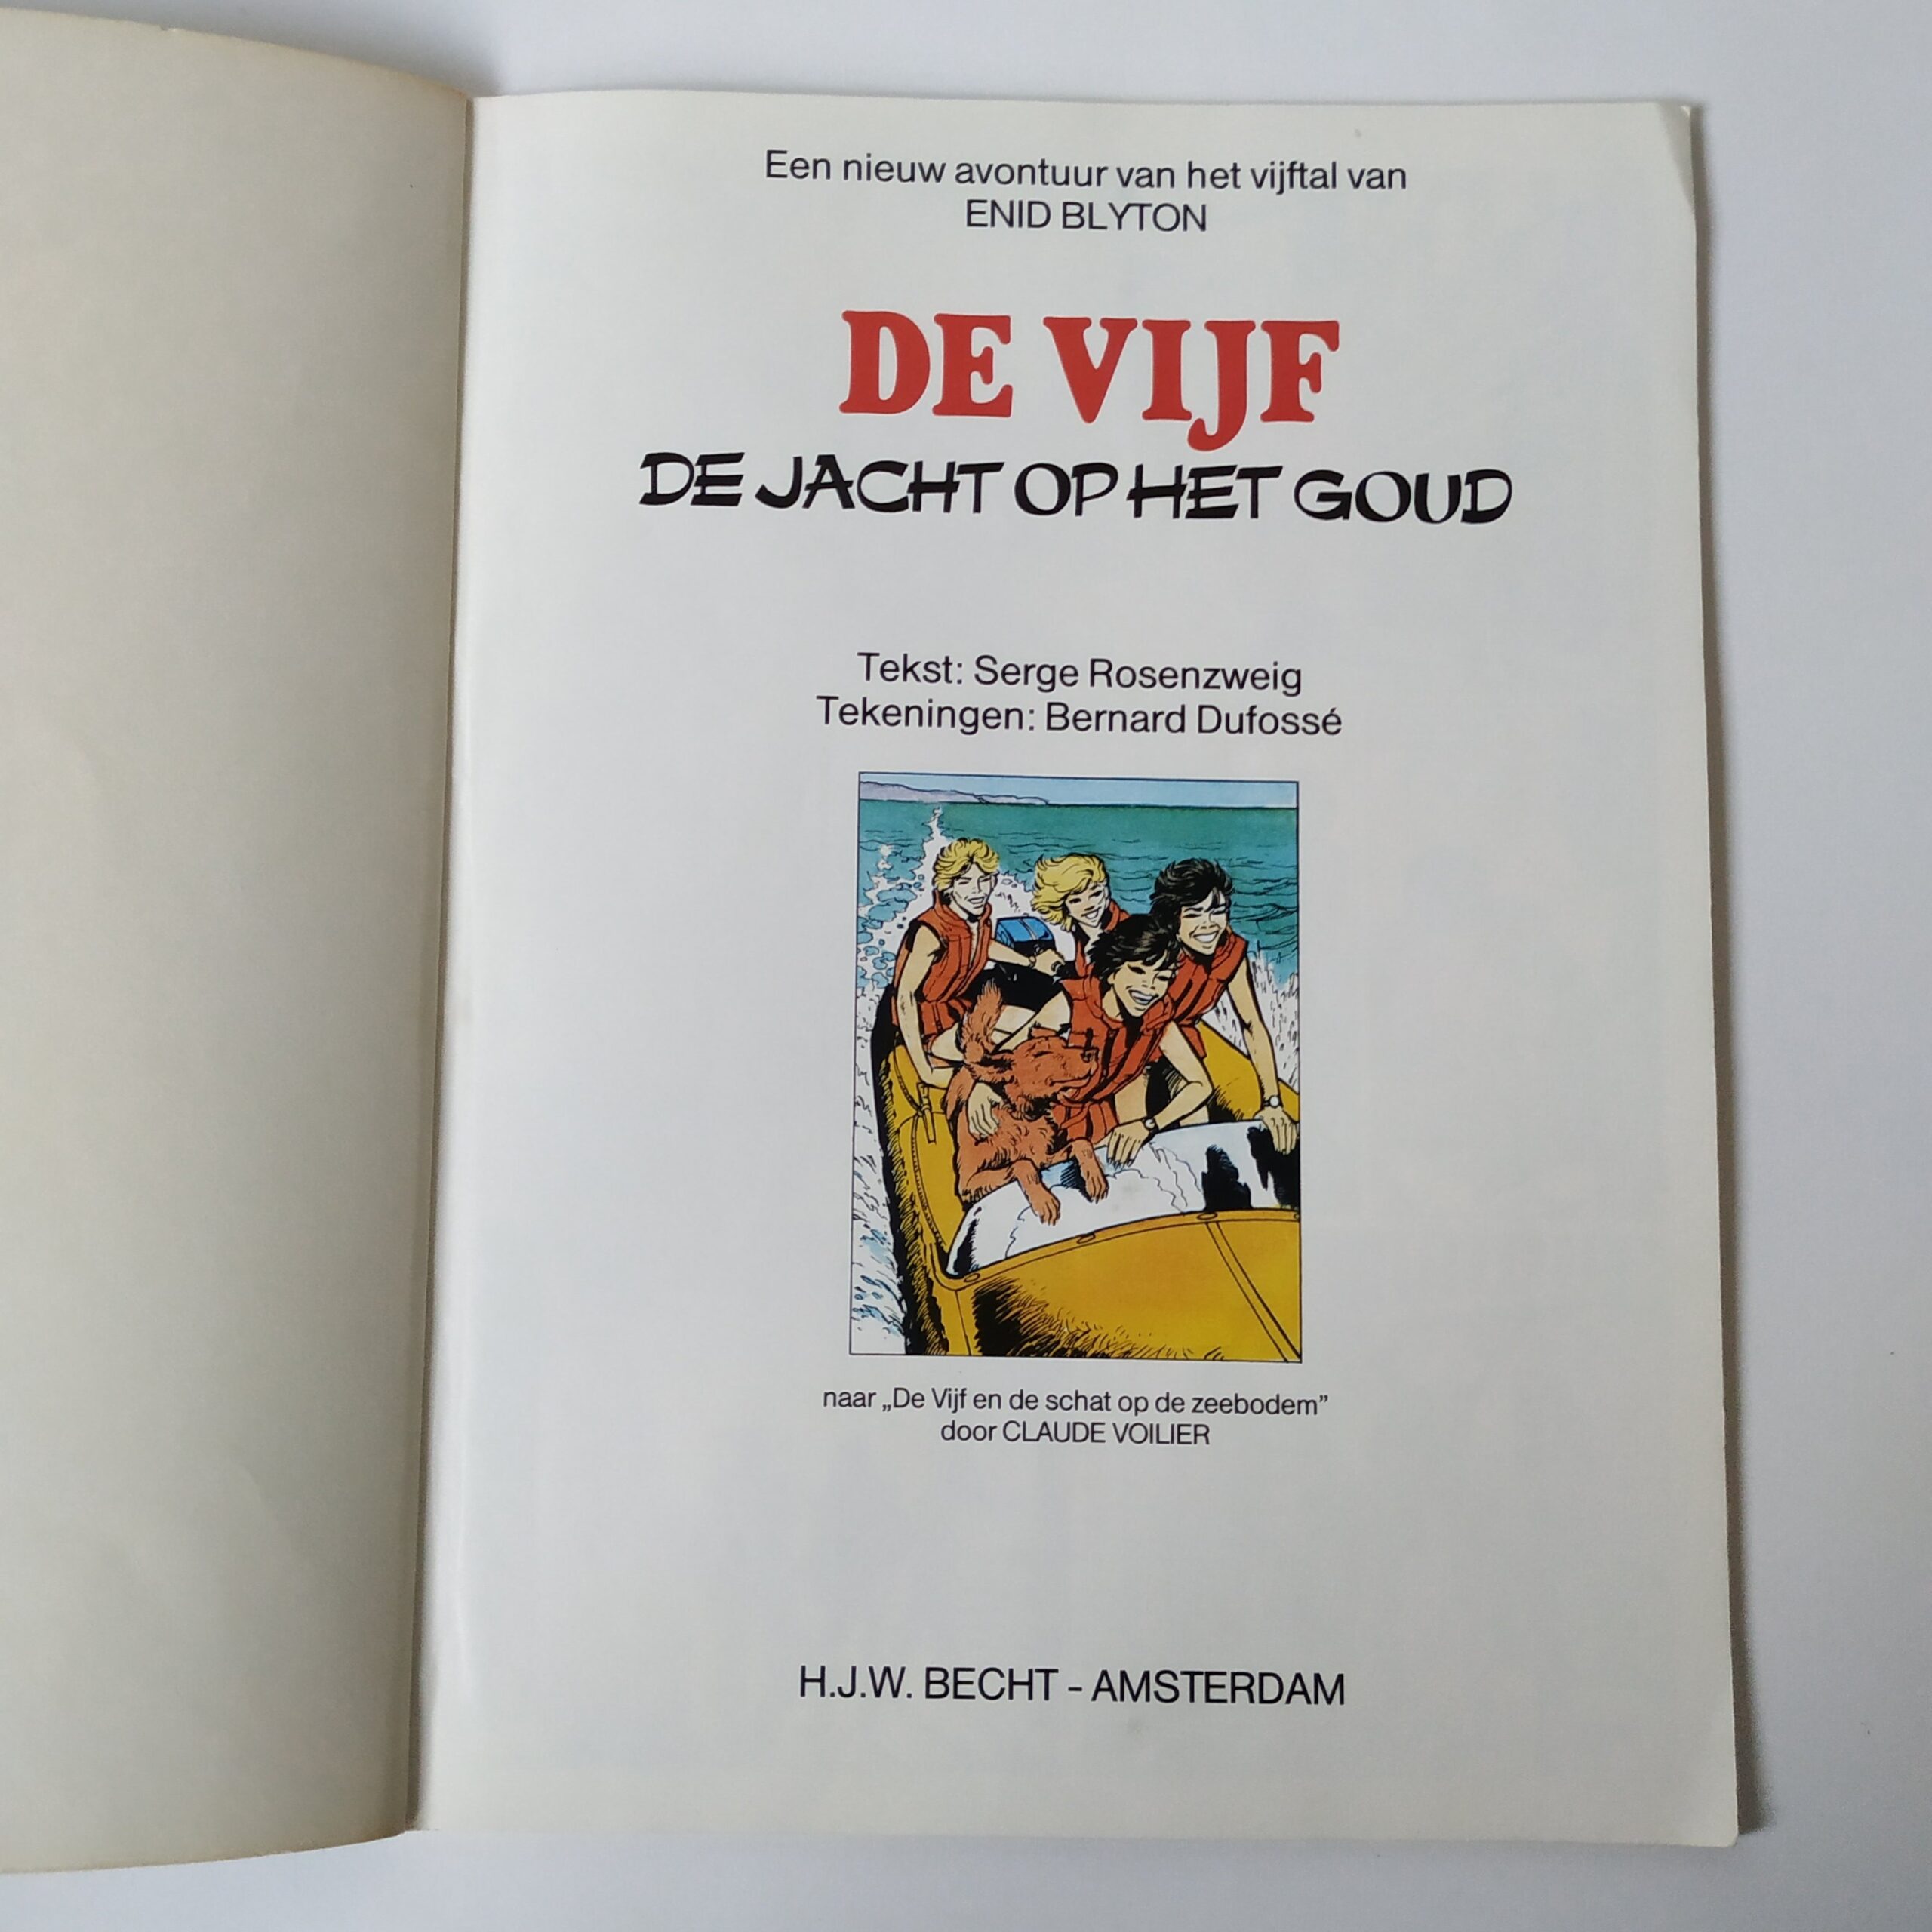 Een nieuw avontuur van het vijftal van
ENID BLYTON
DE VIJF
DE JACHT OP HET GOUD
Tekst: Serge Rosenzweig
Tekeningen: Bernard Dufossé
naar „De Vijf en de schat op de zeebodem”
door CLAUDE VOILIER
H.J.W. BECHT - AMSTERDAM